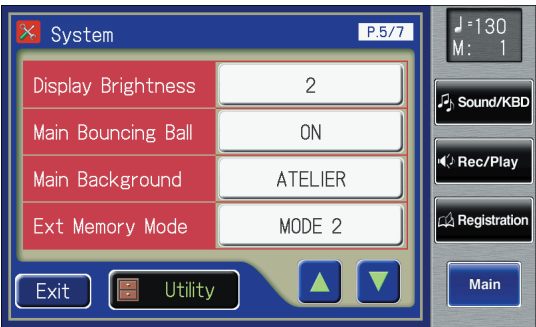 System P.5/7
Display Brightness 2
Main Bouncing Ball ON
Main Background ATELIER
Ext Memory Mode MODE 2
Exit Utility
♩=130
M: 1
Sound/KBD
Rec/Play
Registration
Main